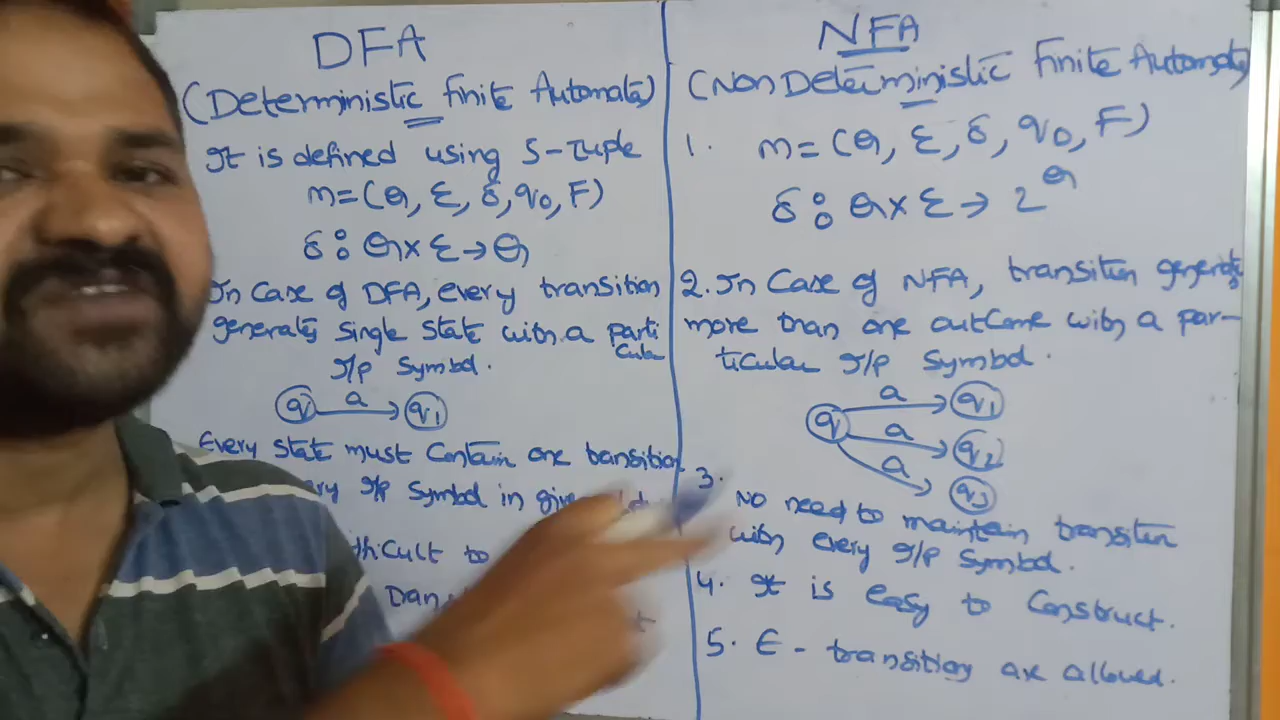 DFA
(Deterministic Finite Automata)
It is defined using 5-Tuple
m=(Q, Σ, δ, q0, F)
δ: Q×Σ→Q
In Case of DFA, every transition
generates single state with a parti
cular
I/p Symbol.
q a q1
Every state must Contain one transition
I/p Symbol in given
to
NFA
(Non Deterministic Finite Automata)
1. m=(Q, Σ, δ, q0, F)
δ: Q×Σ→2^Q
2. In Case of NFA, transition generates
more than one outcome with a par-
ticular I/p Symbol.
a q1
q a q2
a q3
3.
No need to maintain transition
with every I/p Symbol.
4. It is easy to Construct.
5. ϵ - transition are allowed.